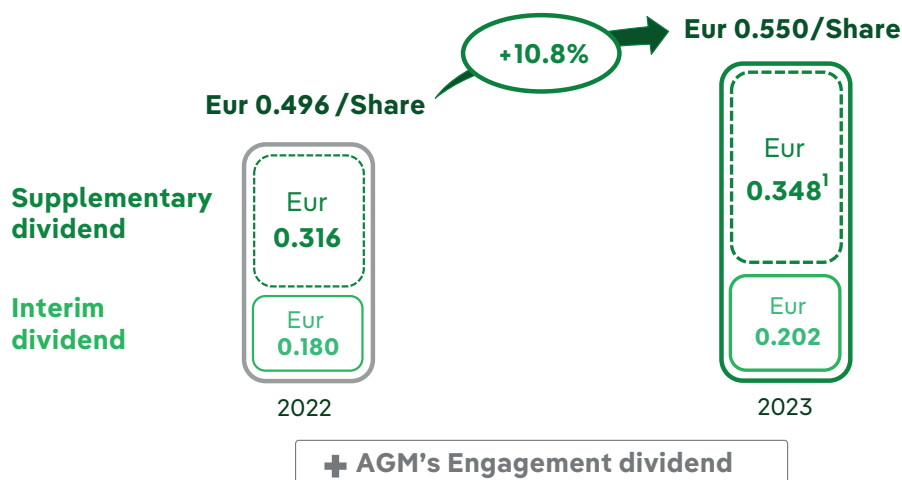 Eur 0.550/Share
+10.8%
Eur 0.496 /Share
Supplementary
dividend
Eur
0.316
Eur
0.348¹
Interim
dividend
Eur
0.180
Eur
0.202
2022
2023
+ AGM's Engagement dividend